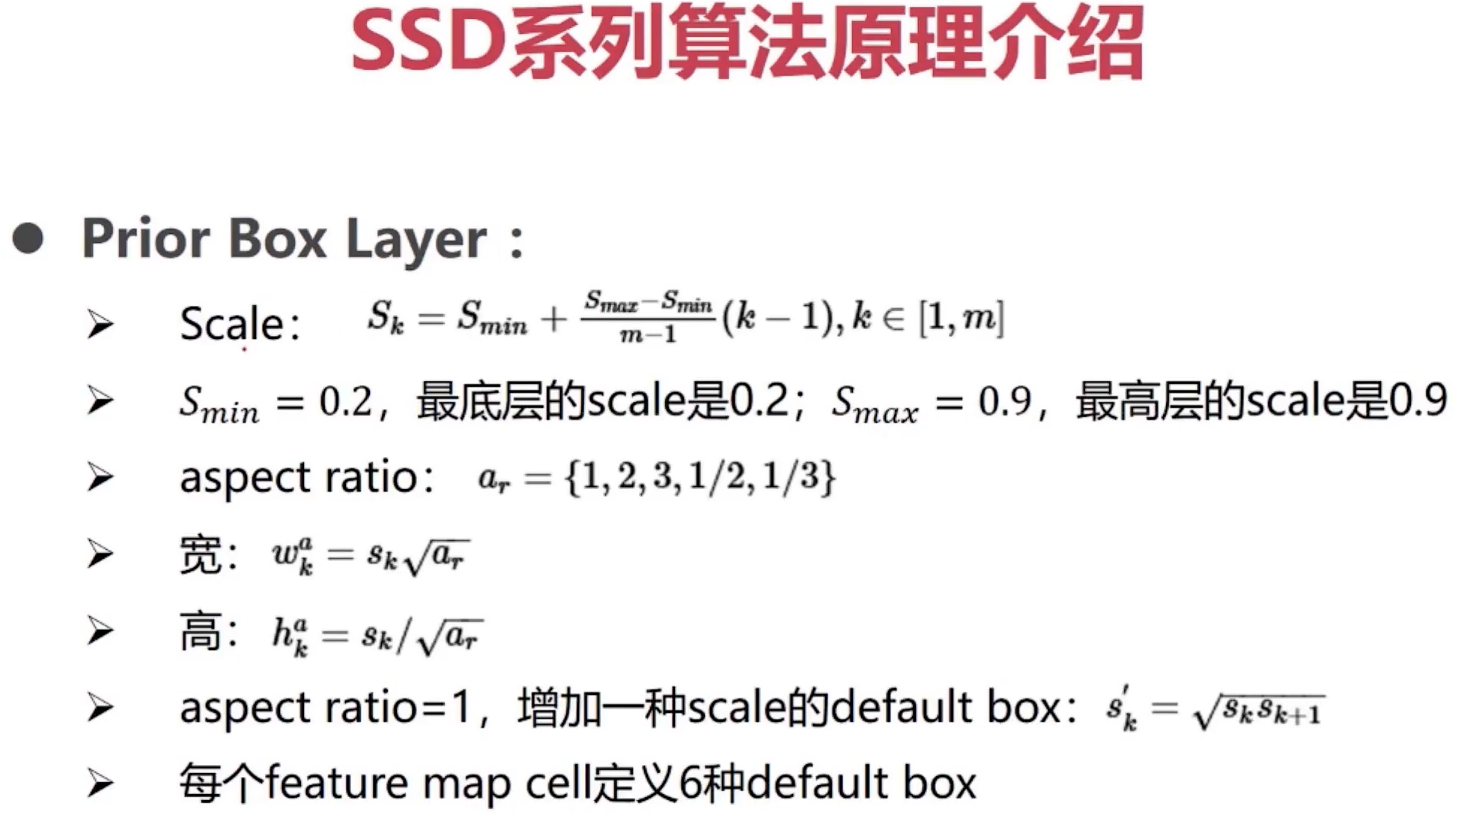 SSD系列算法原理介绍
● Prior Box Layer：
➢ Scale： $S_k = S_{min} + \frac{S_{max}-S_{min}}{m-1}(k-1), k \in [1, m]$
➢ $S_{min} = 0.2$，最底层的scale是0.2；$S_{max} = 0.9$，最高层的scale是0.9
➢ aspect ratio： $a_r = \{1, 2, 3, 1/2, 1/3\}$
➢ 宽： $w_k^a = s_k\sqrt{a_r}$
➢ 高： $h_k^a = s_k/\sqrt{a_r}$
➢ aspect ratio=1，增加一种scale的default box：$s_k^{'} = \sqrt{s_k s_{k+1}}$
➢ 每个feature map cell定义6种default box